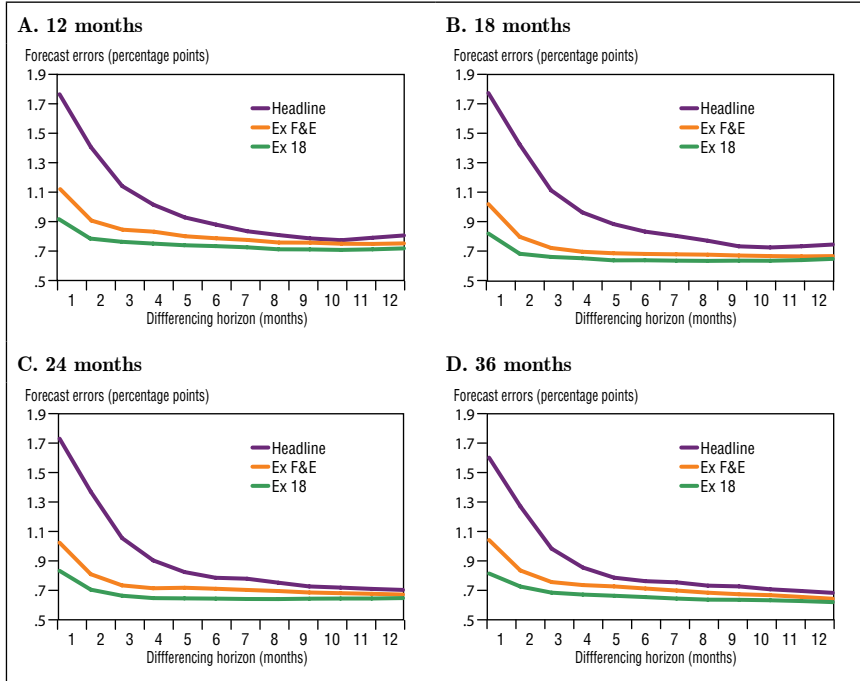 A. 12 months
Forecast errors (percentage points)
1.9
1.7
1.5
1.3
1.1
.9
.7
.5
Headline
Ex F&E
Ex 18
1 2 3 4 5 6 7 8 9 10 11 12
Differencing horizon (months)
B. 18 months
Forecast errors (percentage points)
1.9
1.7
1.5
1.3
1.1
.9
.7
.5
Headline
Ex F&E
Ex 18
1 2 3 4 5 6 7 8 9 10 11 12
Differencing horizon (months)
C. 24 months
Forecast errors (percentage points)
1.9
1.7
1.5
1.3
1.1
.9
.7
.5
Headline
Ex F&E
Ex 18
1 2 3 4 5 6 7 8 9 10 11 12
Differencing horizon (months)
D. 36 months
Forecast errors (percentage points)
1.9
1.7
1.5
1.3
1.1
.9
.7
.5
Headline
Ex F&E
Ex 18
1 2 3 4 5 6 7 8 9 10 11 12
Differencing horizon (months)